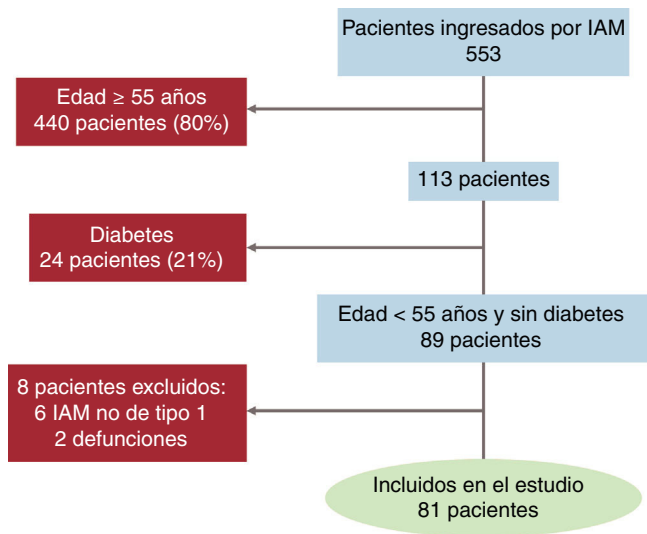 Pacientes ingresados por IAM
553
Edad ≥ 55 años
440 pacientes (80%)
113 pacientes
Diabetes
24 pacientes (21%)
Edad < 55 años y sin diabetes
89 pacientes
8 pacientes excluidos:
6 IAM no de tipo 1
2 defunciones
Incluidos en el estudio
81 pacientes